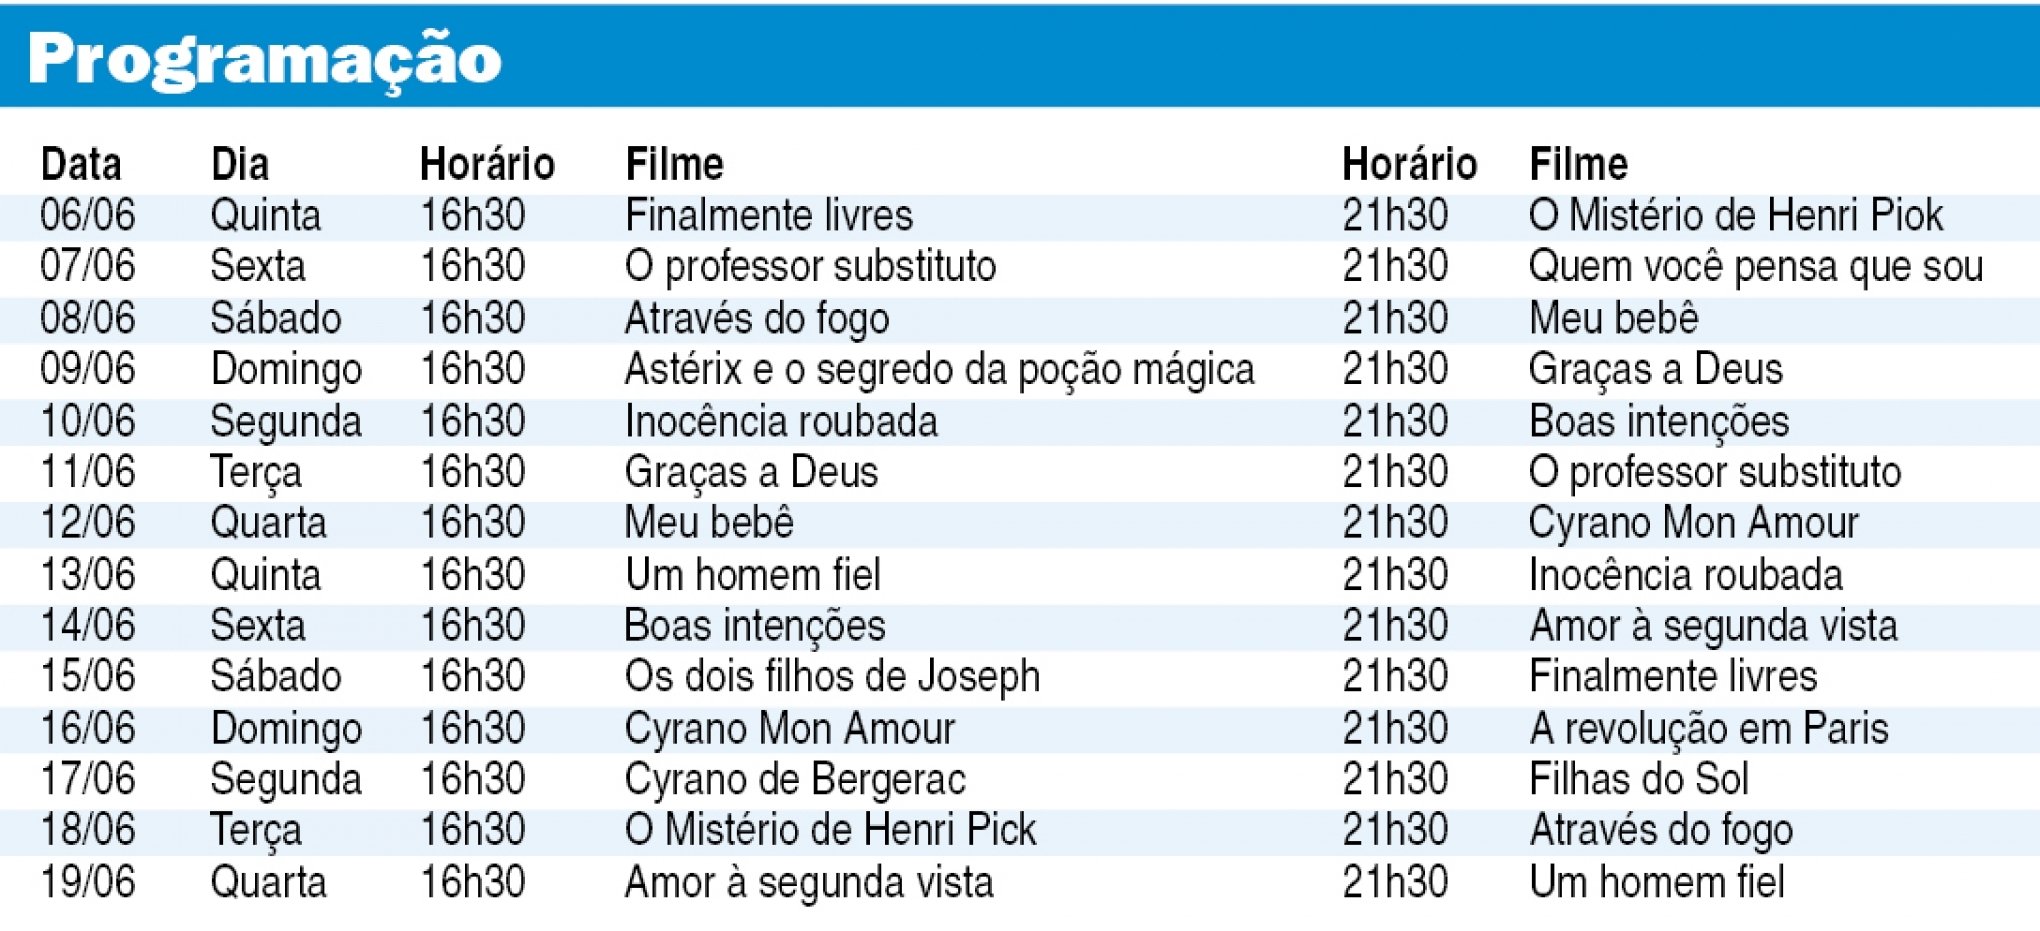 Programação
Data Dia Horário Filme Horário Filme
06/06 Quinta 16h30 Finalmente livres 21h30 O Mistério de Henri Piok
07/06 Sexta 16h30 O professor substituto 21h30 Quem você pensa que sou
08/06 Sábado 16h30 Através do fogo 21h30 Meu bebê
09/06 Domingo 16h30 Astérix e o segredo da poção mágica 21h30 Graças a Deus
10/06 Segunda 16h30 Inocência roubada 21h30 Boas intenções
11/06 Terça 16h30 Graças a Deus 21h30 O professor substituto
12/06 Quarta 16h30 Meu bebê 21h30 Cyrano Mon Amour
13/06 Quinta 16h30 Um homem fiel 21h30 Inocência roubada
14/06 Sexta 16h30 Boas intenções 21h30 Amor à segunda vista
15/06 Sábado 16h30 Os dois filhos de Joseph 21h30 Finalmente livres
16/06 Domingo 16h30 Cyrano Mon Amour 21h30 A revolução em Paris
17/06 Segunda 16h30 Cyrano de Bergerac 21h30 Filhas do Sol
18/06 Terça 16h30 O Mistério de Henri Pick 21h30 Através do fogo
19/06 Quarta 16h30 Amor à segunda vista 21h30 Um homem fiel